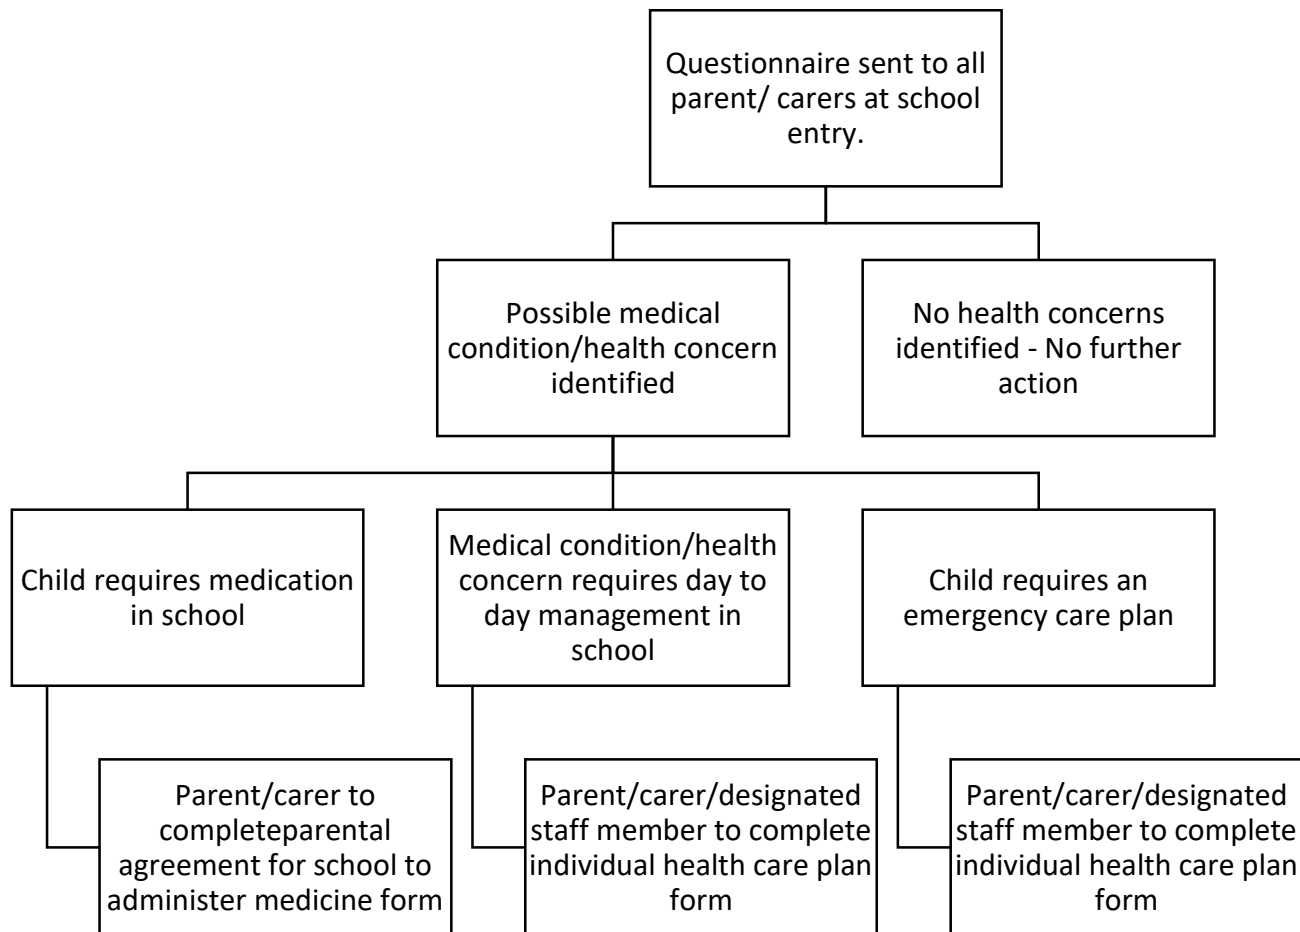 Questionnaire sent to all
parent/ carers at school
entry.
Possible medical
condition/health concern
identified
No health concerns
identified - No further
action
Child requires medication
in school
Medical condition/health
concern requires day to
day management in
school
Child requires an
emergency care plan
Parent/carer to
completeparental
agreement for school to
administer medicine form
Parent/carer/designated
staff member to complete
individual health care plan
form
Parent/carer/designated
staff member to complete
individual health care plan
form